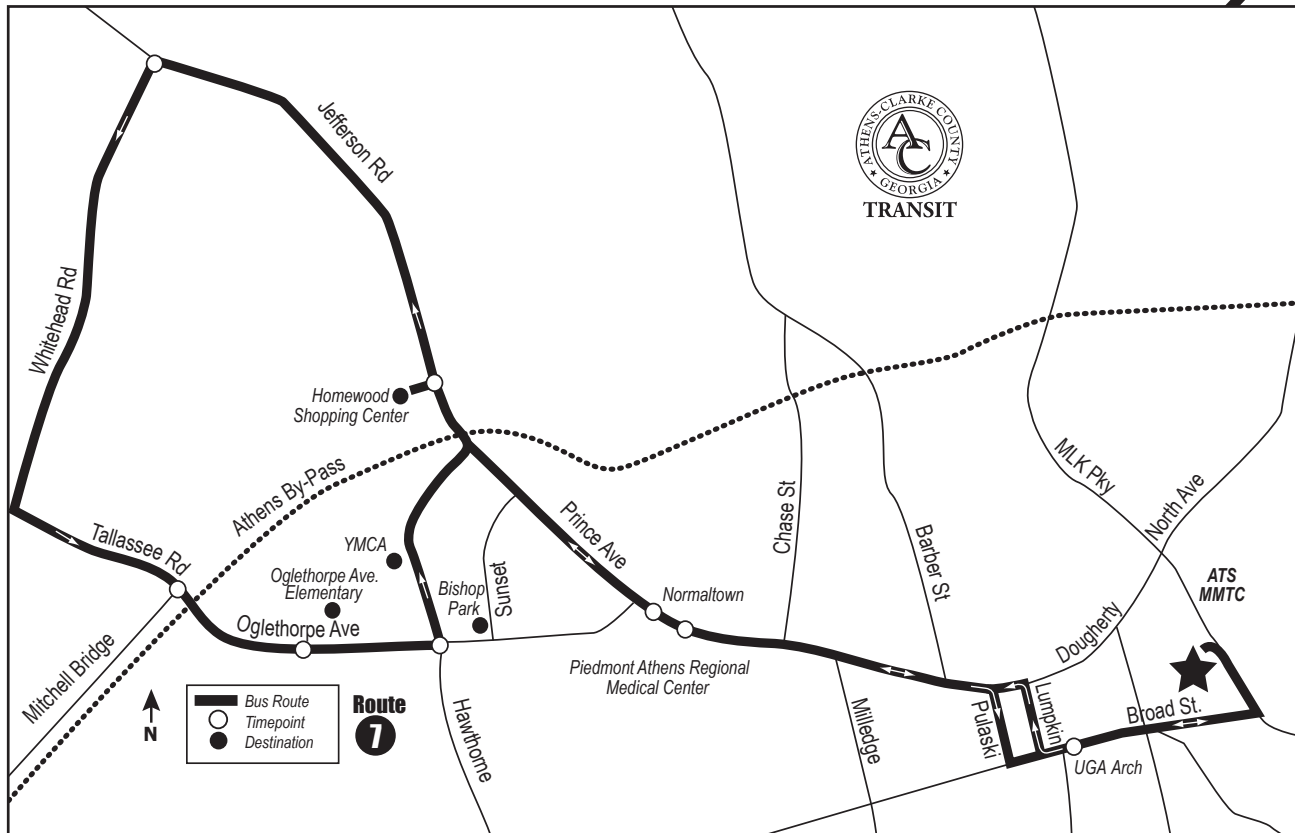 Jefferson Rd
ATHENS-CLARKE COUNTY
AC
★ GEORGIA ★
TRANSIT
Whitehead Rd
Homewood
Shopping Center
Athens By-Pass
Tallassee Rd
YMCA
Oglethorpe Ave.
Elementary
Bishop
Park
Sunset
Prince Ave
Chase St
Barber St
MLK Pky
North Ave
Normaltown
ATS
MMTC
Oglethorpe Ave
Dougherty
Piedmont Athens Regional
Medical Center
Mitchell Bridge
N
Bus Route
Timepoint
Destination
Route
7
Hawthorne
Milledge
Pulaski
Lumpkin
Broad St.
UGA Arch